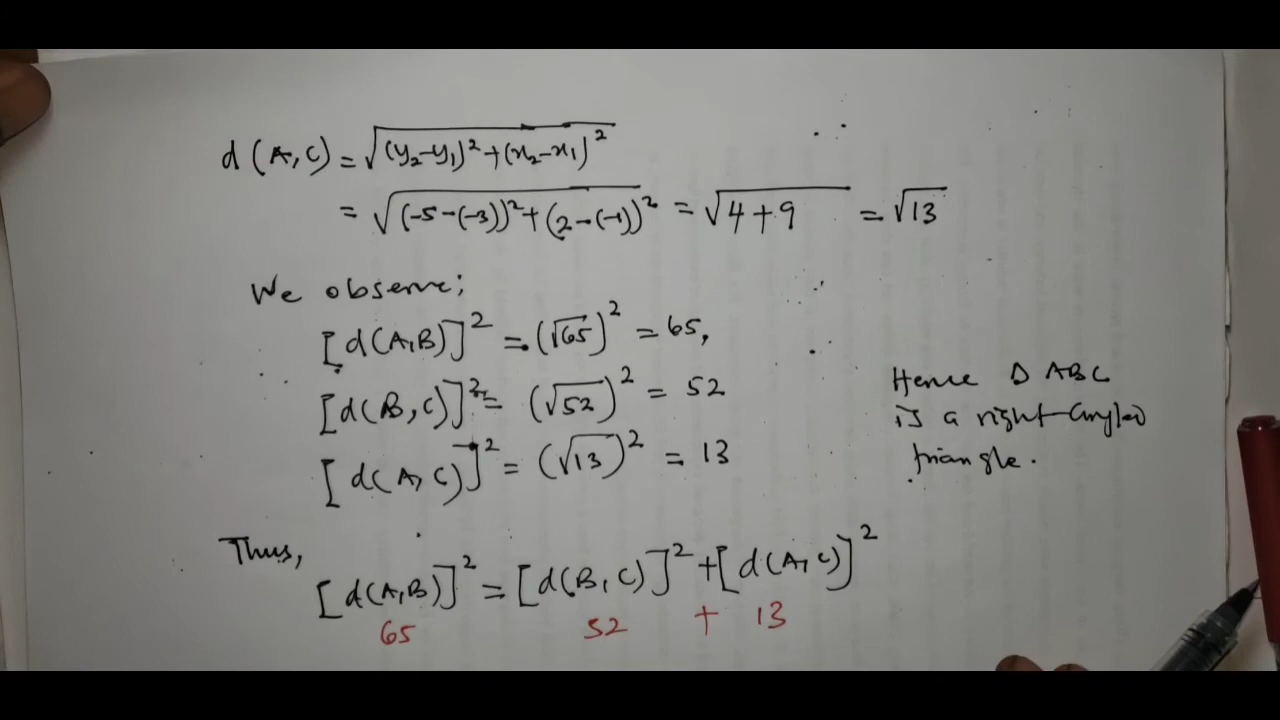 d(A,C) = √(y₂-y₁)²+(x₂-x₁)²
= √(-5-(-3))²+(2-(-1))² = √4+9 = √13
We observe;
[d(A,B)]² = (√65)² = 65,
[d(B,C)]² = (√52)² = 52
[d(A,C)]² = (√13)² = 13
Hence Δ ABC
is a right-angled
triangle.
Thus,
[d(A,B)]² = [d(B,C)]² + [d(A,C)]²
65 52 + 13